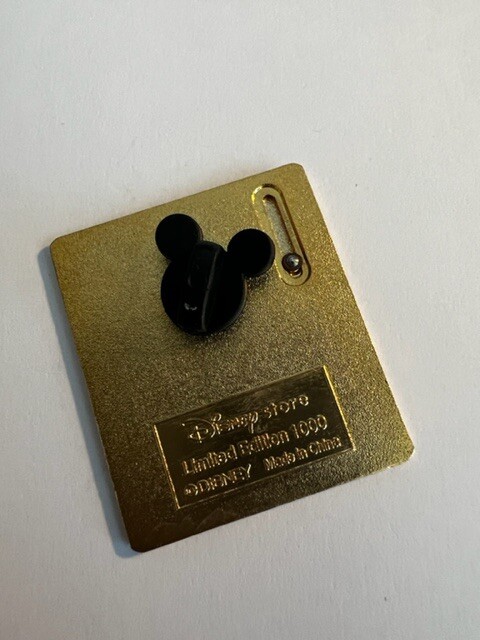 Disney store
Limited Edition 1000
©DISNEY Made in China